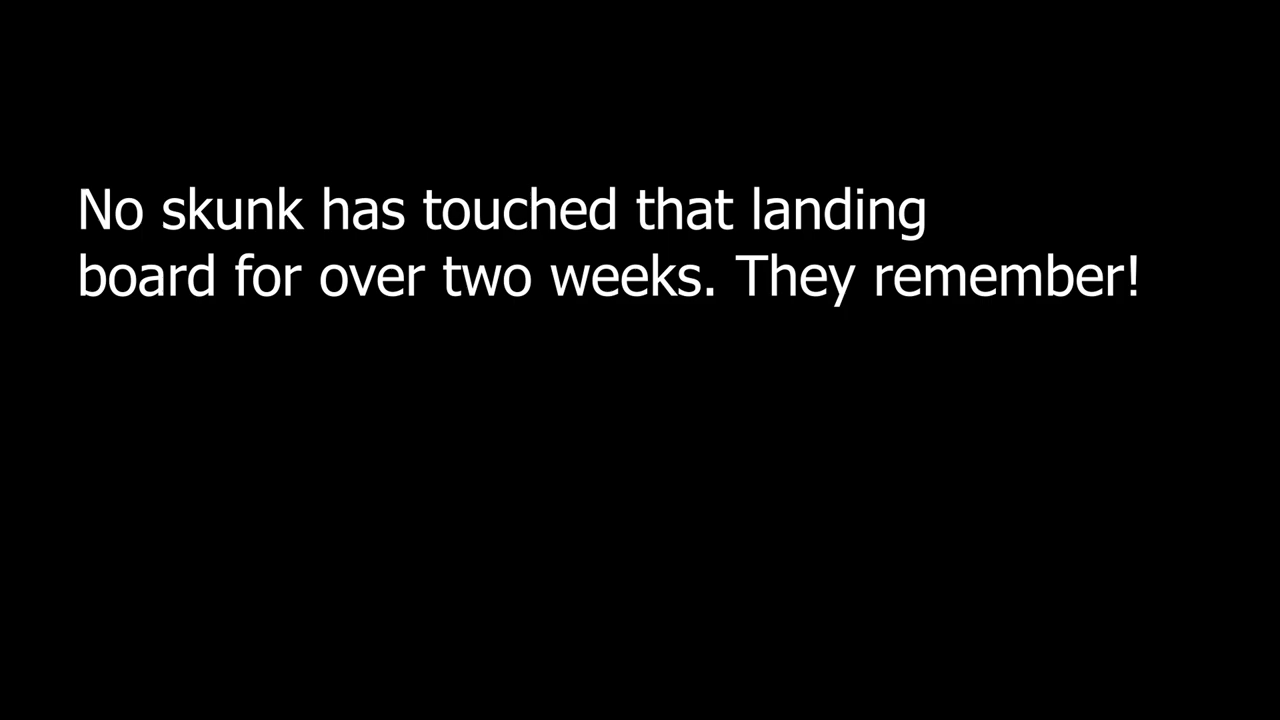 No skunk has touched that landing
board for over two weeks. They remember!